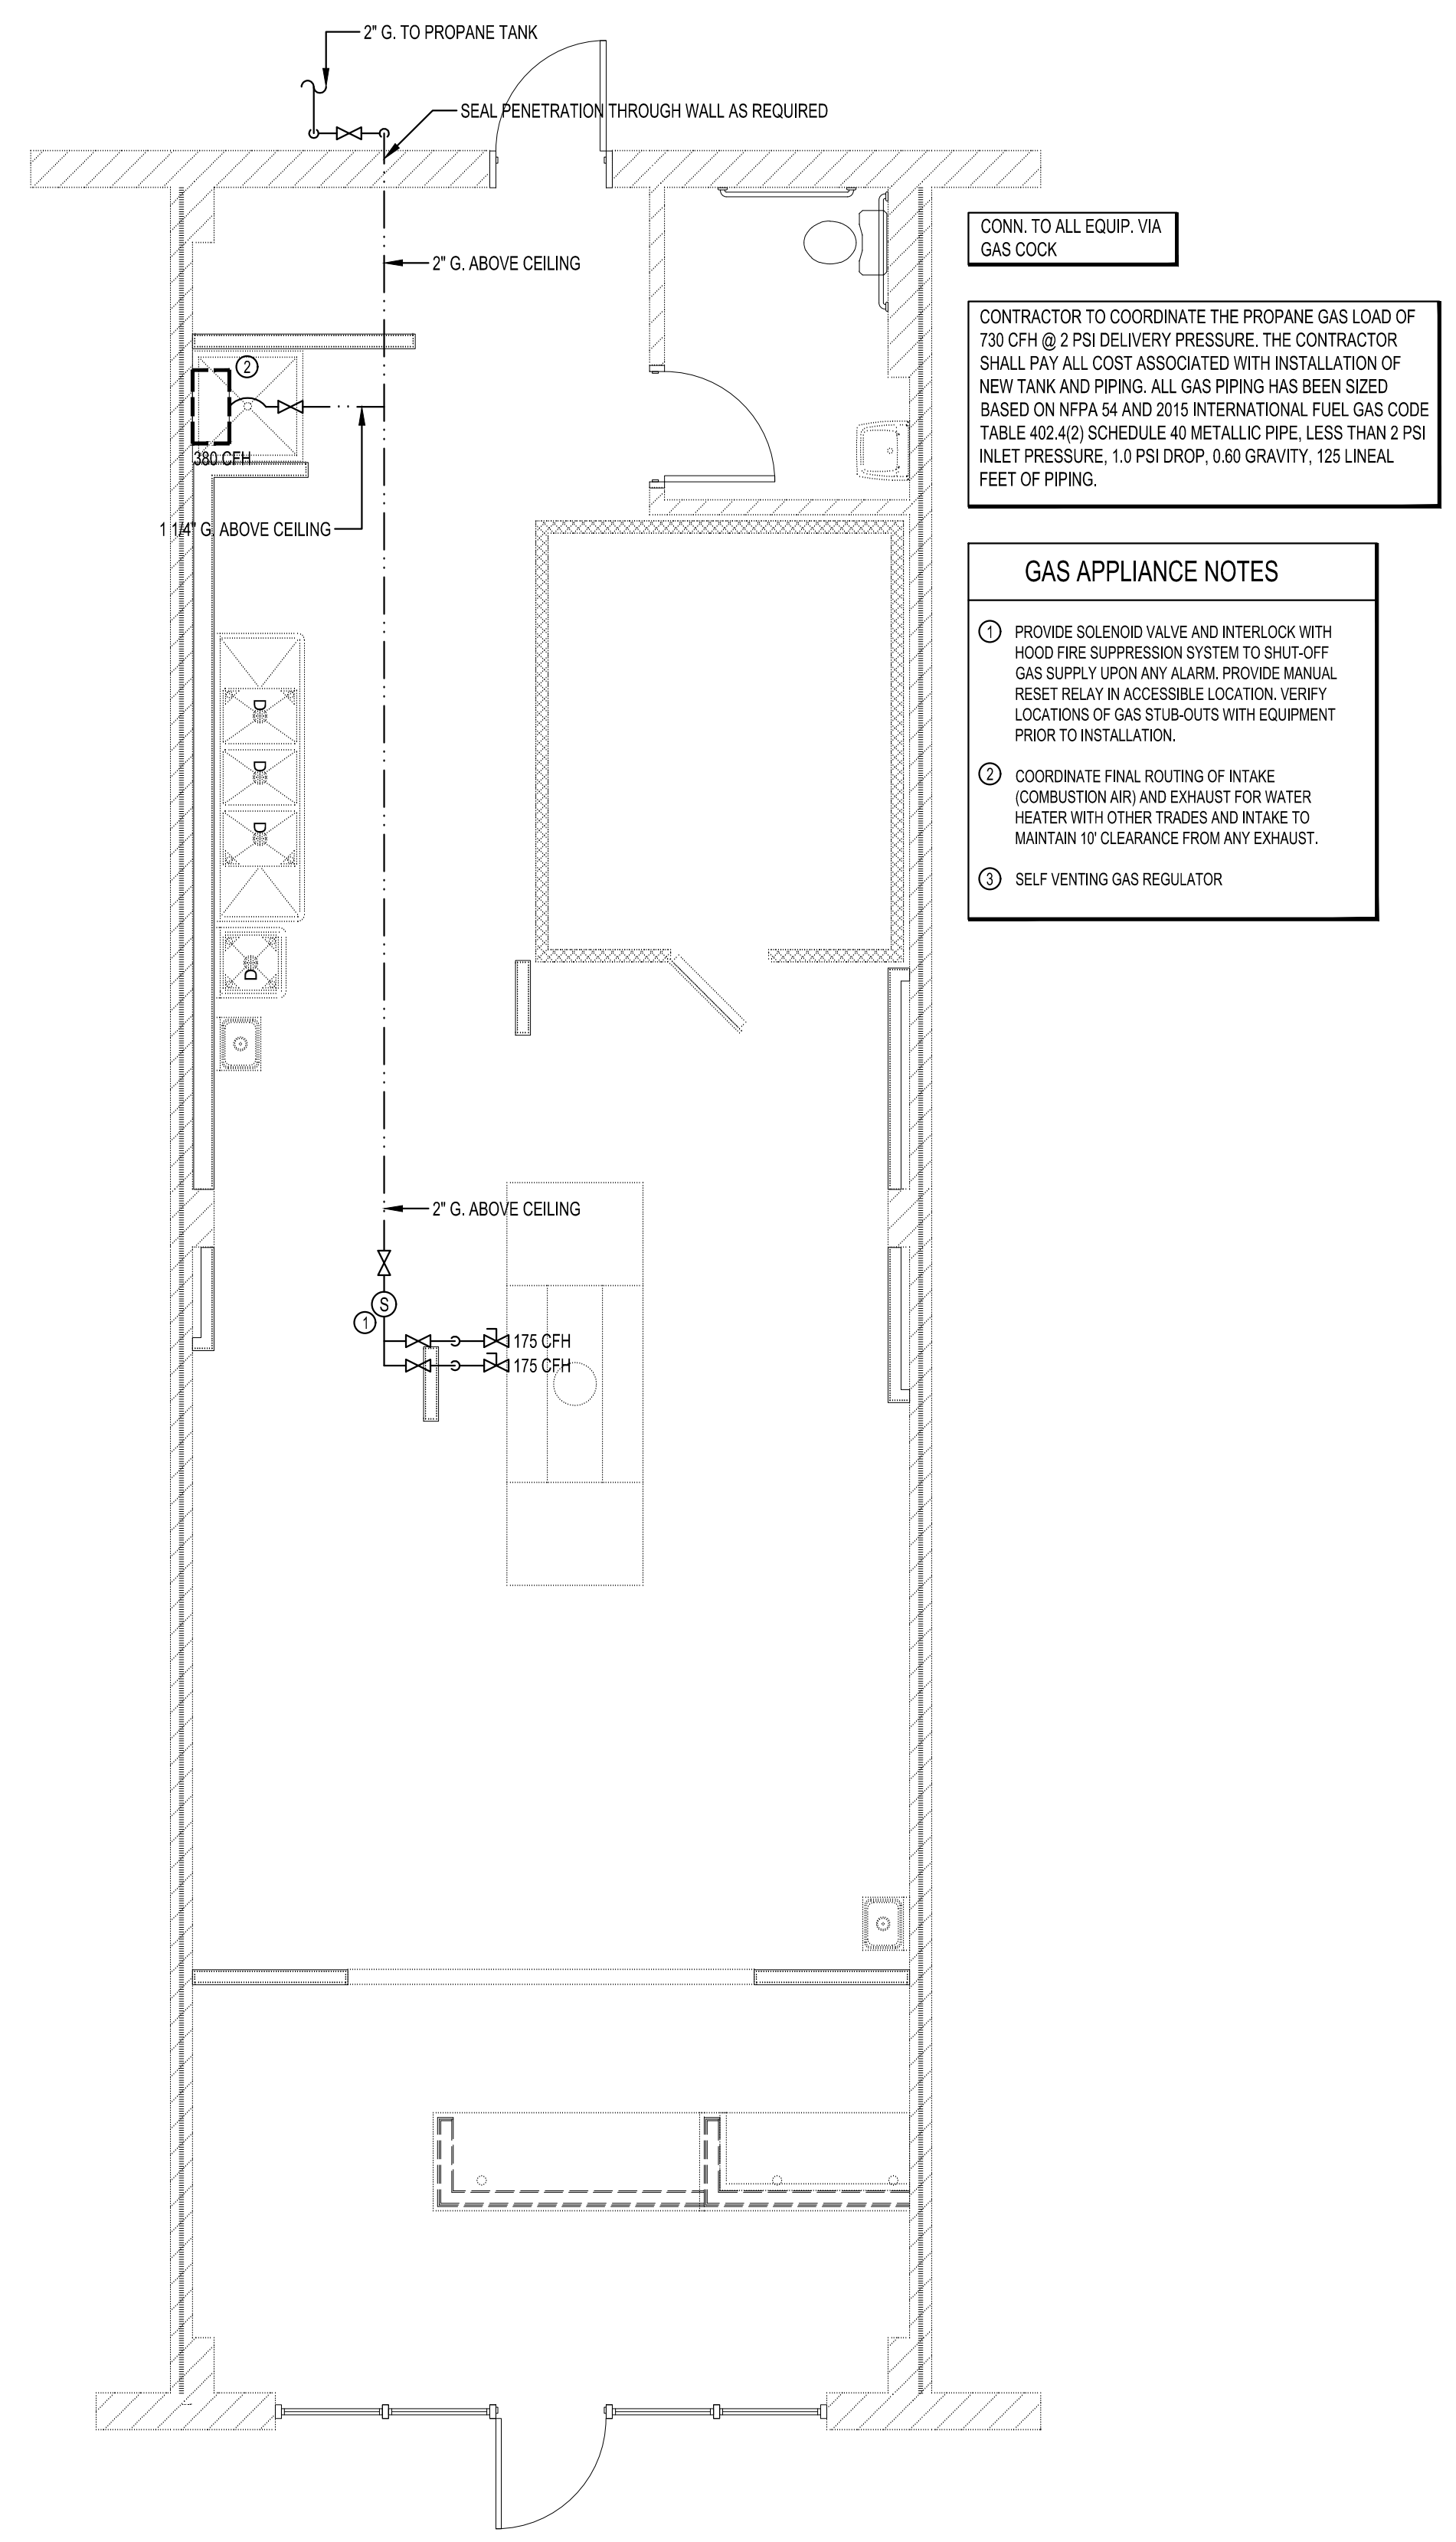 2" G. TO PROPANE TANK
SEAL PENETRATION THROUGH WALL AS REQUIRED
2" G. ABOVE CEILING
2
380 CFH
1 1/4" G. ABOVE CEILING
D
D
D
D
2" G. ABOVE CEILING
S
1
175 CFH
175 CFH
CONN. TO ALL EQUIP. VIA
GAS COCK
CONTRACTOR TO COORDINATE THE PROPANE GAS LOAD OF
730 CFH @ 2 PSI DELIVERY PRESSURE. THE CONTRACTOR
SHALL PAY ALL COST ASSOCIATED WITH INSTALLATION OF
NEW TANK AND PIPING. ALL GAS PIPING HAS BEEN SIZED
BASED ON NFPA 54 AND 2015 INTERNATIONAL FUEL GAS CODE
TABLE 402.4(2) SCHEDULE 40 METALLIC PIPE, LESS THAN 2 PSI
INLET PRESSURE, 1.0 PSI DROP, 0.60 GRAVITY, 125 LINEAL
FEET OF PIPING.
GAS APPLIANCE NOTES
1 PROVIDE SOLENOID VALVE AND INTERLOCK WITH
HOOD FIRE SUPPRESSION SYSTEM TO SHUT-OFF
GAS SUPPLY UPON ANY ALARM. PROVIDE MANUAL
RESET RELAY IN ACCESSIBLE LOCATION. VERIFY
LOCATIONS OF GAS STUB-OUTS WITH EQUIPMENT
PRIOR TO INSTALLATION.
2 COORDINATE FINAL ROUTING OF INTAKE
(COMBUSTION AIR) AND EXHAUST FOR WATER
HEATER WITH OTHER TRADES AND INTAKE TO
MAINTAIN 10' CLEARANCE FROM ANY EXHAUST.
3 SELF VENTING GAS REGULATOR